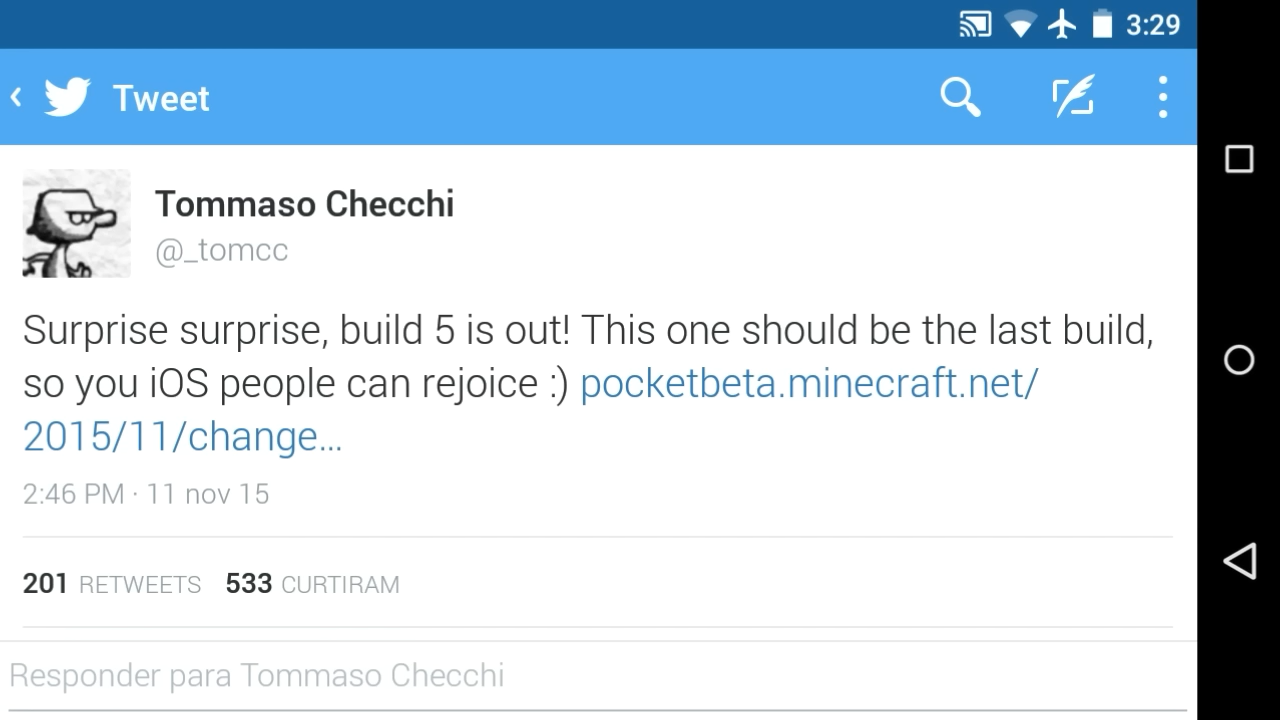 3:29
Tweet
Tommaso Checchi
@_tomcc
Surprise surprise, build 5 is out! This one should be the last build,
so you iOS people can rejoice :) pocketbeta.minecraft.net/
2015/11/change…
2:46 PM · 11 nov 15
201 RETWEETS 533 CURTIRAM
Responder para Tommaso Checchi